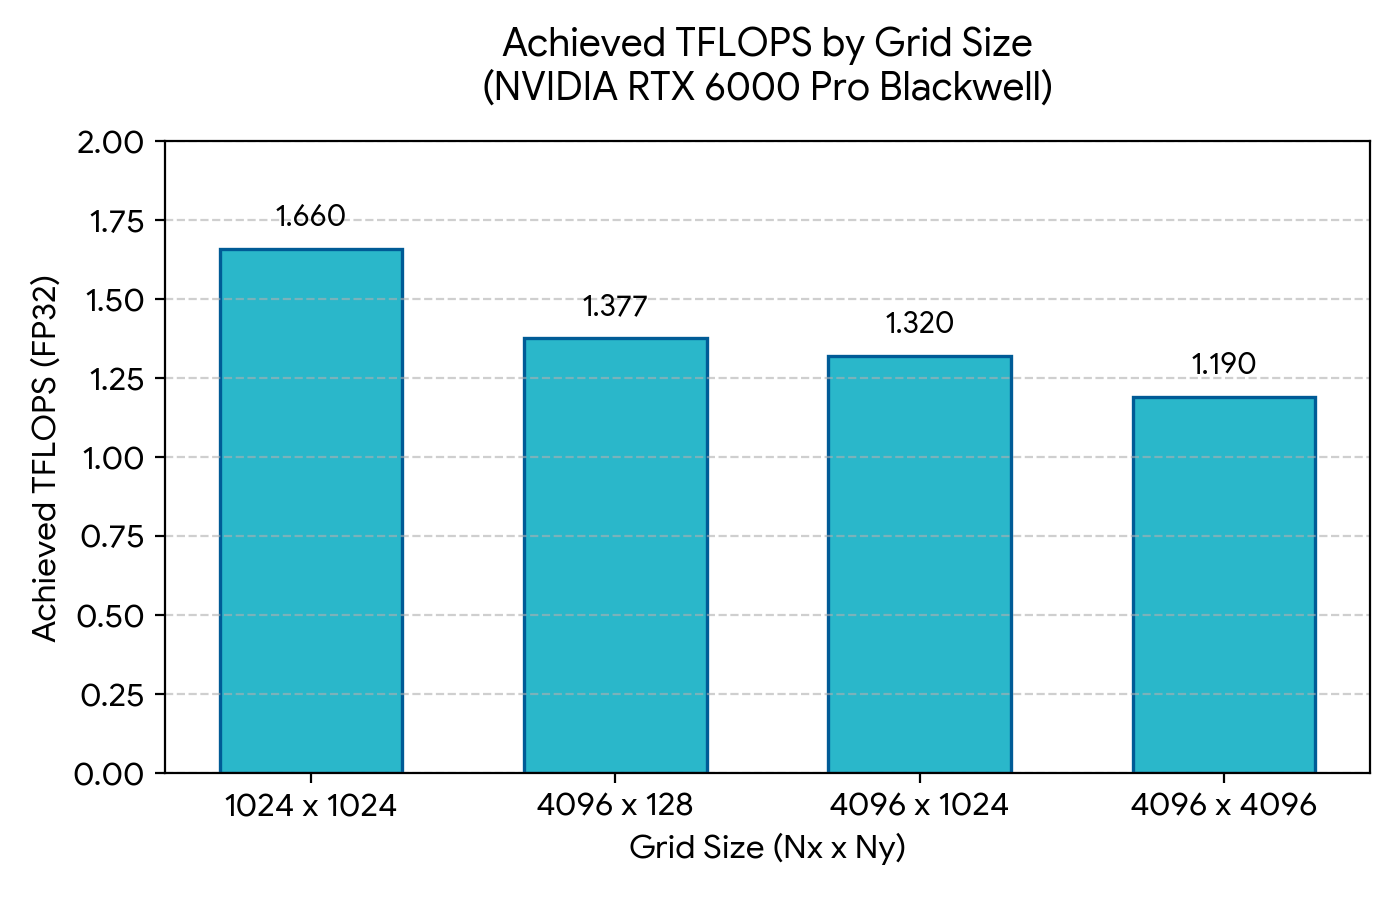 Achieved TFLOPS by Grid Size
(NVIDIA RTX 6000 Pro Blackwell)
Achieved TFLOPS (FP32)
2.00
1.75
1.50
1.25
1.00
0.75
0.50
0.25
0.00
1.660
1.377
1.320
1.190
1024 x 1024
4096 x 128
4096 x 1024
4096 x 4096
Grid Size (Nx x Ny)